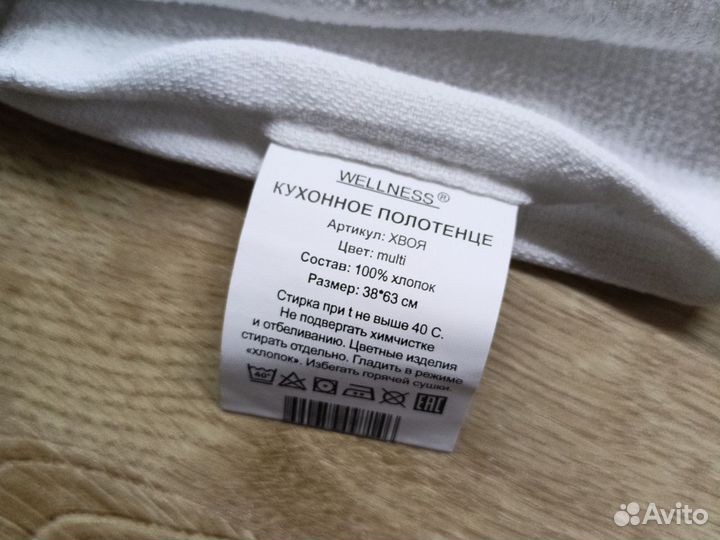 WELLNESS®
КУХОННОЕ ПОЛОТЕНЦЕ
Артикул: ХВОЯ
Цвет: multi
Состав: 100% хлопок
Размер: 38*63 см
Стирка при t не выше 40 С.
Не подвергать химчистке
и отбеливанию. Цветные изделия
стирать отдельно. Гладить в режиме
«хлопок». Избегать горячей сушки.
40° EAC
Avito